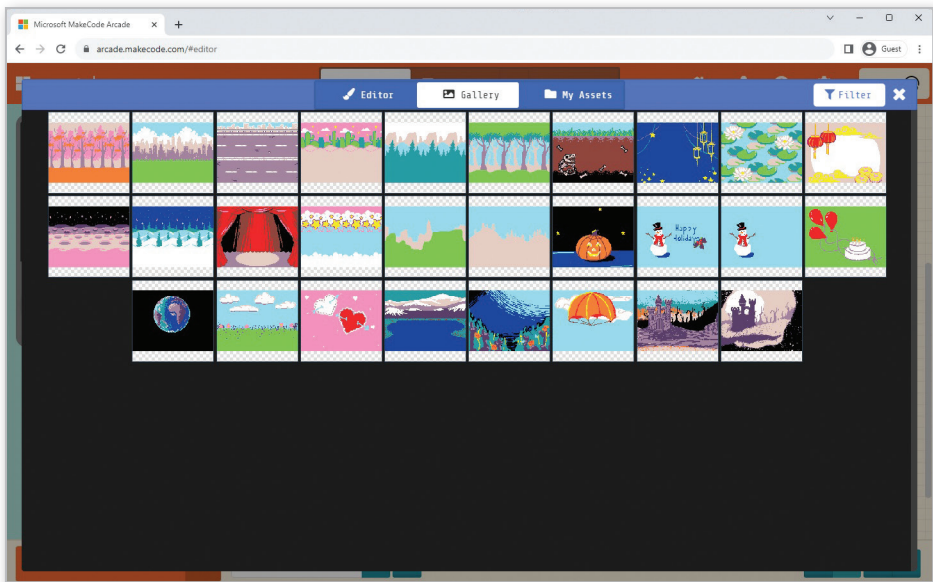 Microsoft MakeCode Arcade
arcade.makecode.com/#editor
Guest
Editor
Gallery
My Assets
Filter
Happy
Holidays